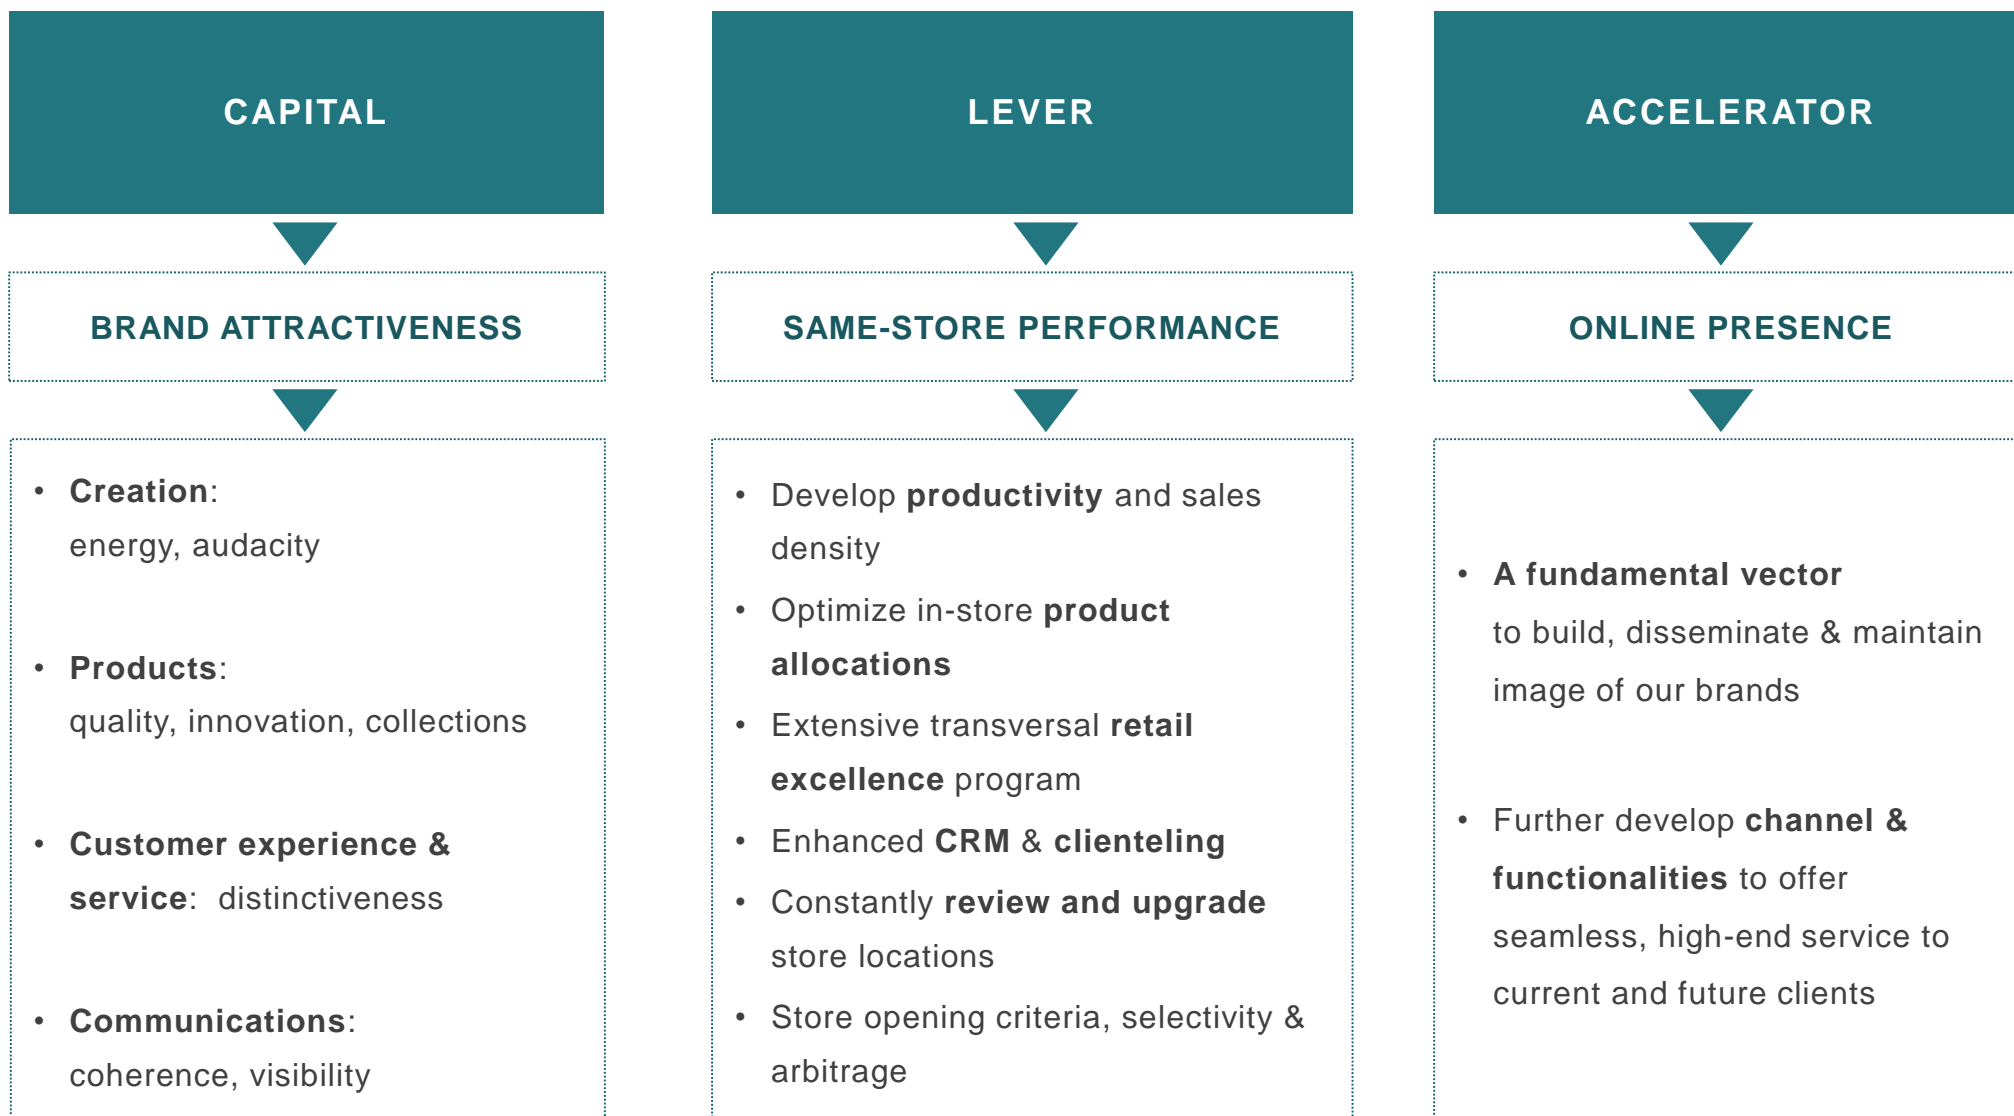 CAPITAL
BRAND ATTRACTIVENESS
• Creation:
energy, audacity
• Products:
quality, innovation, collections
• Customer experience &
service:  distinctiveness
• Communications:
coherence, visibility
LEVER
SAME-STORE PERFORMANCE
• Develop productivity and sales
density
• Optimize in-store product
allocations
• Extensive transversal retail
excellence program
• Enhanced CRM & clienteling
• Constantly review and upgrade
store locations
• Store opening criteria, selectivity &
arbitrage
ACCELERATOR
ONLINE PRESENCE
• A fundamental vector
to build, disseminate & maintain
image of our brands
• Further develop channel &
functionalities to offer
seamless, high-end service to
current and future clients